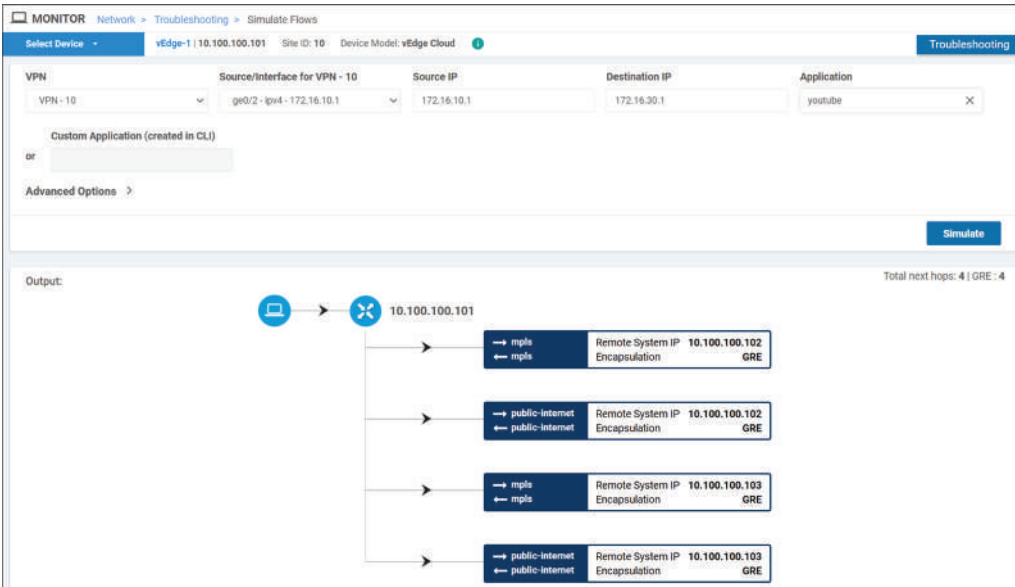 MONITOR Network > Troubleshooting > Simulate Flows
Select Device vEdge-1 | 10.100.100.101 Site ID: 10 Device Model: vEdge Cloud i Troubleshooting
VPN Source/Interface for VPN - 10 Source IP Destination IP Application
VPN - 10 ge0/2 - ipv4 - 172.16.10.1 172.16.10.1 172.16.30.1 youtube
Custom Application (created in CLI)
or
Advanced Options >
Simulate
Output: Total next hops: 4 | GRE : 4
10.100.100.101
→ mpls Remote System IP 10.100.100.102
← mpls Encapsulation GRE
→ public-internet Remote System IP 10.100.100.102
← public-internet Encapsulation GRE
→ mpls Remote System IP 10.100.100.103
← mpls Encapsulation GRE
→ public-internet Remote System IP 10.100.100.103
← public-internet Encapsulation GRE